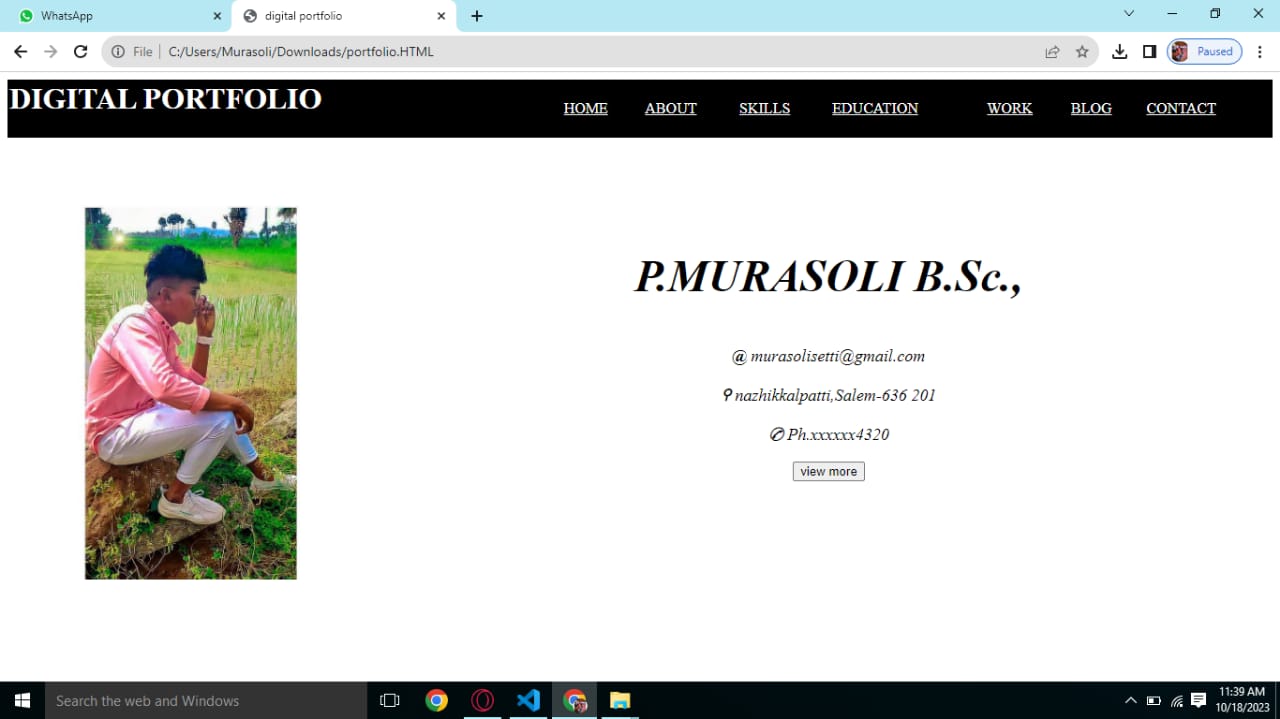 WhatsApp
digital portfolio
File
C:/Users/Murasoli/Downloads/portfolio.HTML
Paused
DIGITAL PORTFOLIO
HOME ABOUT SKILLS EDUCATION WORK BLOG CONTACT
P.MURASOLI B.Sc.,
@ murasolisetti@gmail.com
nazhikkalpatti,Salem-636 201
✆ Ph.xxxxxx4320
view more
Search the web and Windows
11:39 AM
10/18/2023